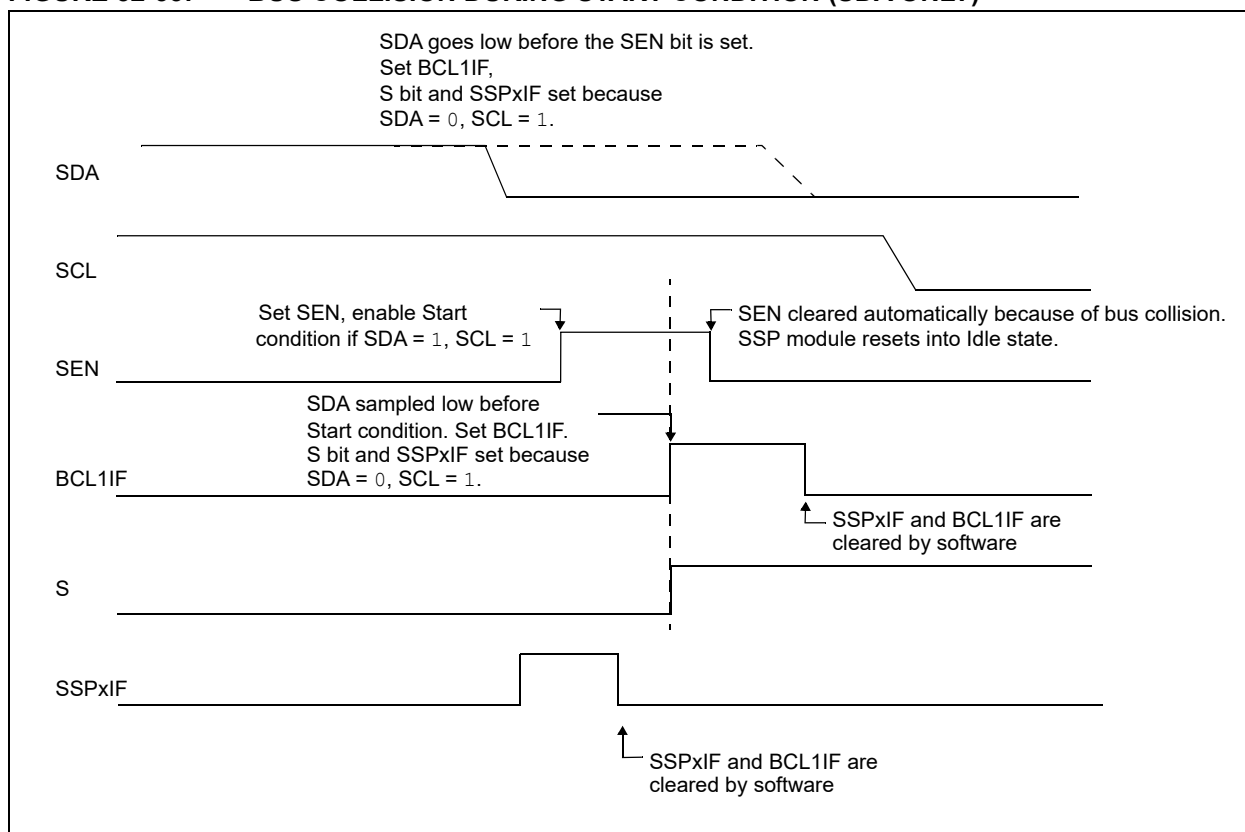 SDA goes low before the SEN bit is set.
Set BCL1IF,
S bit and SSPxIF set because
SDA = 0, SCL = 1.
SDA
SCL
Set SEN, enable Start
condition if SDA = 1, SCL = 1
SEN cleared automatically because of bus collision.
SSP module resets into Idle state.
SEN
SDA sampled low before
Start condition. Set BCL1IF.
S bit and SSPxIF set because
SDA = 0, SCL = 1.
BCL1IF
SSPxIF and BCL1IF are
cleared by software
S
SSPxIF
SSPxIF and BCL1IF are
cleared by software